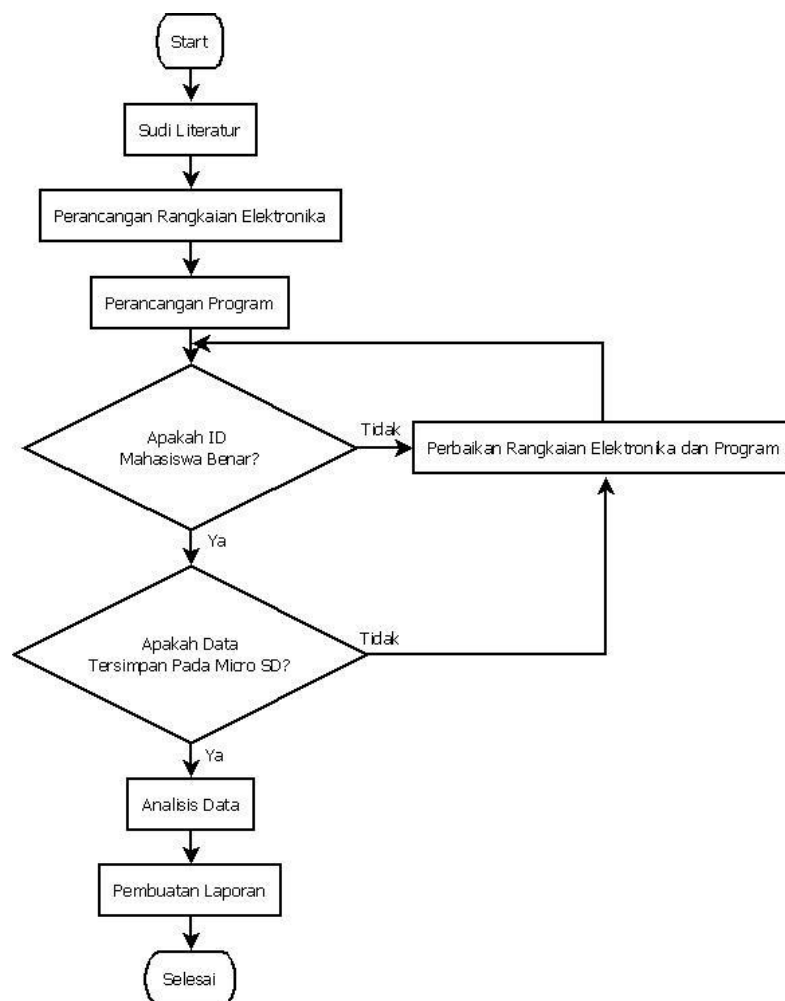 Start
Sudi Literatur
Perancangan Rangkaian Elektronika
Perancangan Program
Apakah ID
Mahasiswa Benar?
Tidak
Perbaikan Rangkaian Elektronika dan Program
Ya
Apakah Data
Tersimpan Pada Micro SD?
Tidak
Ya
Analisis Data
Pembuatan Laporan
Selesai